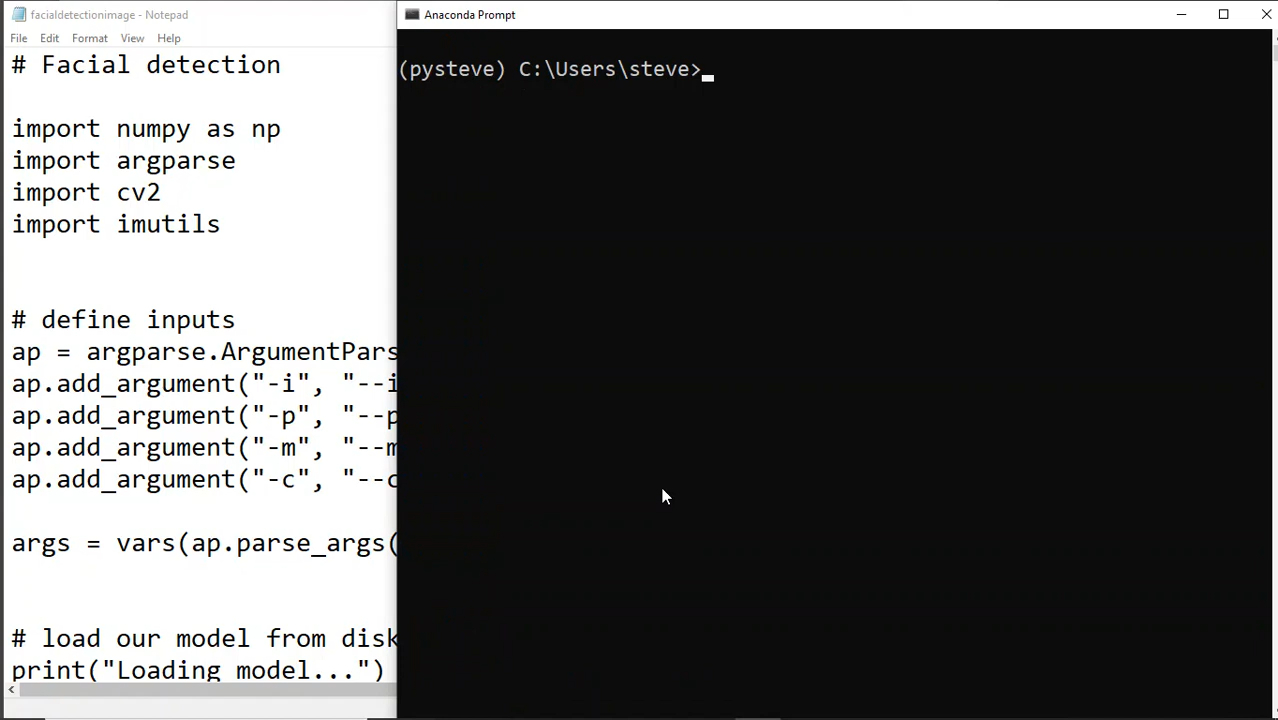 facialdetectionimage - Notepad
File Edit Format View Help
# Facial detection
import numpy as np
import argparse
import cv2
import imutils
# define inputs
ap = argparse.ArgumentPars
ap.add_argument("-i", "--i
ap.add_argument("-p", "--p
ap.add_argument("-m", "--m
ap.add_argument("-c", "--c
args = vars(ap.parse_args(
# load our model from disk
print("Loading model...")
Anaconda Prompt
(pysteve) C:\Users\steve>